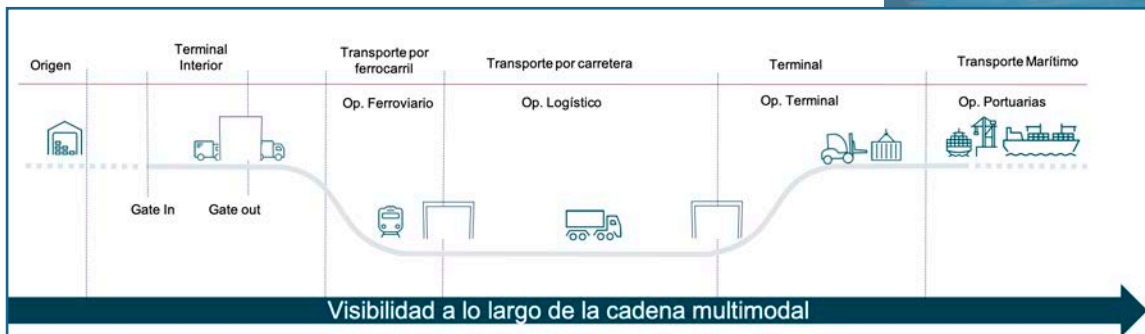 Origen
Terminal
Interior
Transporte por
ferrocarril
Transporte por carretera
Terminal
Transporte Marítimo
Op. Ferroviario
Op. Logístico
Op. Terminal
Op. Portuarias
Gate In
Gate out
Visibilidad a lo largo de la cadena multimodal